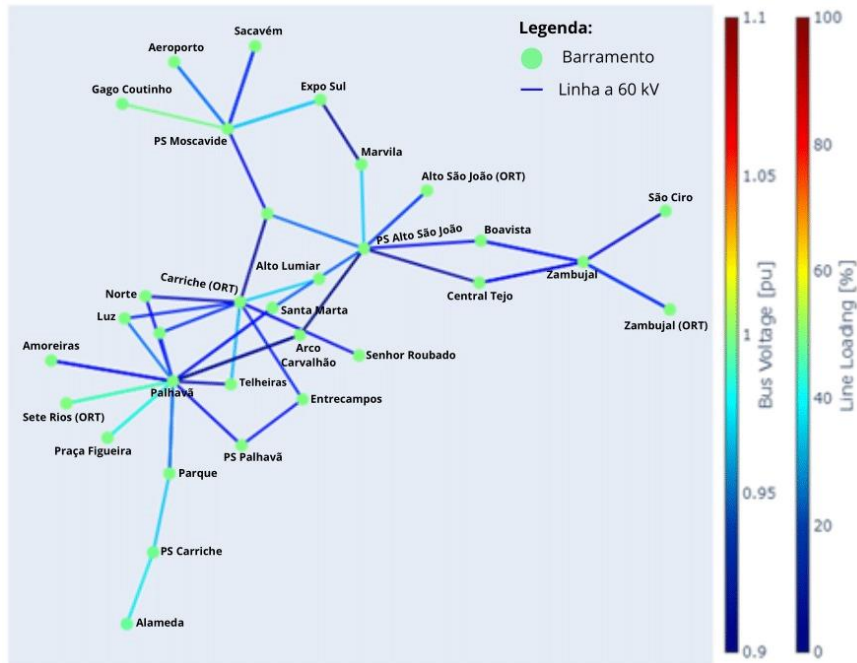 Legenda:
Barramento
Linha a 60 kV
Sacavém
Aeroporto
Gago Coutinho
Expo Sul
PS Moscavide
Marvila
Alto São João (ORT)
São Ciro
PS Alto São João
Boavista
Alto Lumiar
Zambujal
Carriche (ORT)
Central Tejo
Norte
Santa Marta
Luz
Zambujal (ORT)
Amoreiras
Arco
Carvalhão
Senhor Roubado
Palhavã
Telheiras
Entrecampos
Sete Rios (ORT)
Praça Figueira
PS Palhavã
Parque
PS Carriche
Alameda
1.1
1.05
1
0.95
0.9
Bus Voltage [pu]
100
80
60
40
20
0
Line Loading [%]